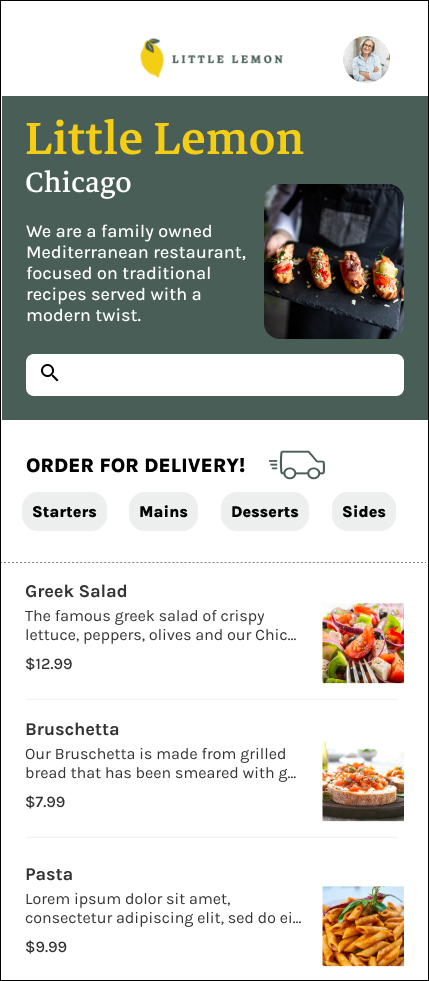 LITTLE LEMON
Little Lemon
Chicago
We are a family owned
Mediterranean restaurant,
focused on traditional
recipes served with a
modern twist.
ORDER FOR DELIVERY!
Starters Mains Desserts Sides
Greek Salad
The famous greek salad of crispy
lettuce, peppers, olives and our Chic...
$12.99
Bruschetta
Our Bruschetta is made from grilled
bread that has been smeared with g...
$7.99
Pasta
Lorem ipsum dolor sit amet,
consectetur adipiscing elit, sed do ei...
$9.99